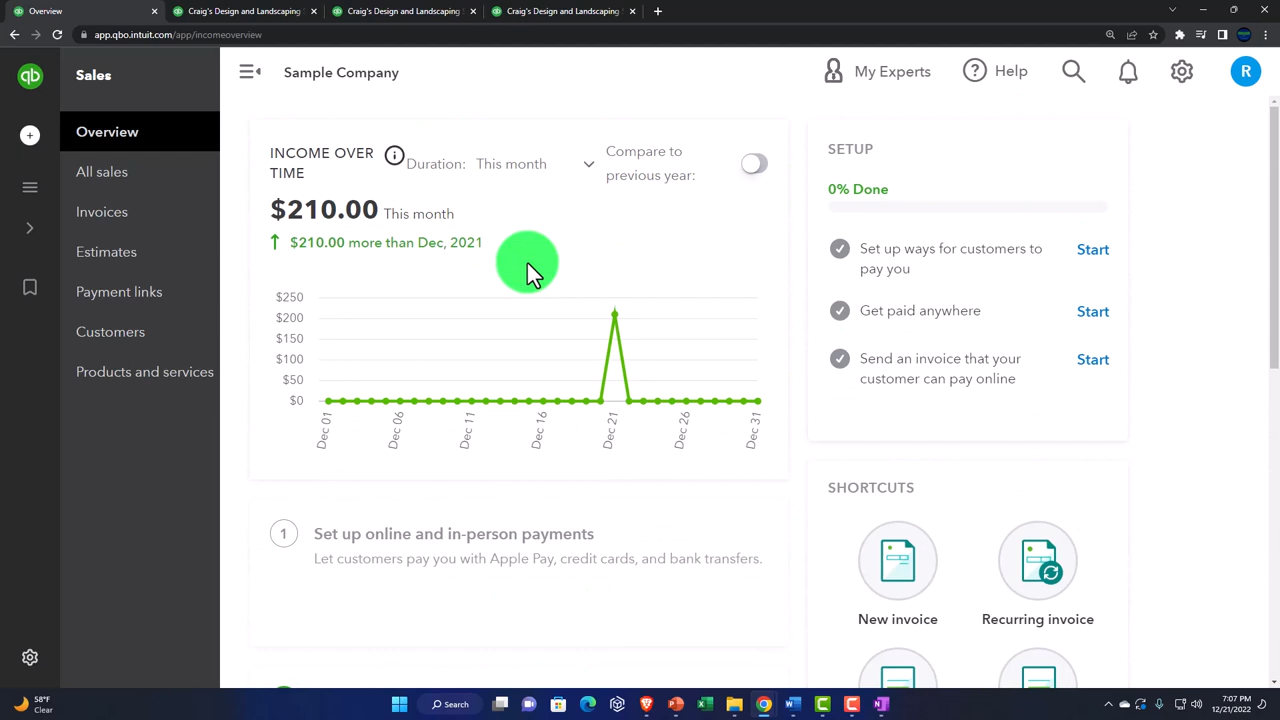 Overview
Craig's Design and Landscaping
Craig's Design and Landscaping
Craig's Design and Landscaping
app.qbo.intuit.com/app/incomeoverview
qb
Sales
Sample Company
My Experts
Help
R
Overview
All sales
Invoices
Estimates
Payment links
Customers
Products and services
INCOME OVER
TIME
Duration: This month
Compare to
previous year:
$210.00 This month
$210.00 more than Dec, 2021
$250
$200
$150
$100
$50
$0
Dec 01
Dec 06
Dec 11
Dec 16
Dec 21
Dec 26
Dec 31
1
Set up online and in-person payments
Let customers pay you with Apple Pay, credit cards, and bank transfers.
SETUP
0% Done
Set up ways for customers to
pay you
Start
Get paid anywhere
Start
Send an invoice that your
customer can pay online
Start
SHORTCUTS
New invoice
Recurring invoice
58°F
Clear
Search
7:07 PM
12/21/2022